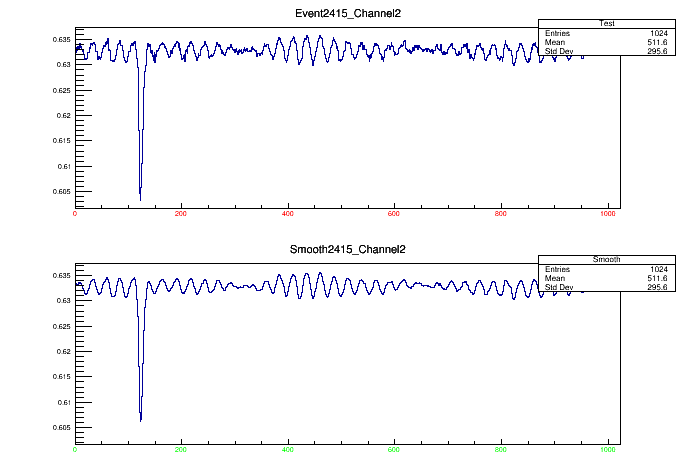 Event2415_Channel2
Test
Entries 1024
Mean 511.6
Std Dev 295.6
0.635
0.63
0.625
0.62
0.615
0.61
0.605
0 200 400 600 800 1000
Smooth2415_Channel2
Smooth
Entries 1024
Mean 511.6
Std Dev 295.6
0.635
0.63
0.625
0.62
0.615
0.61
0.605
0 200 400 600 800 1000